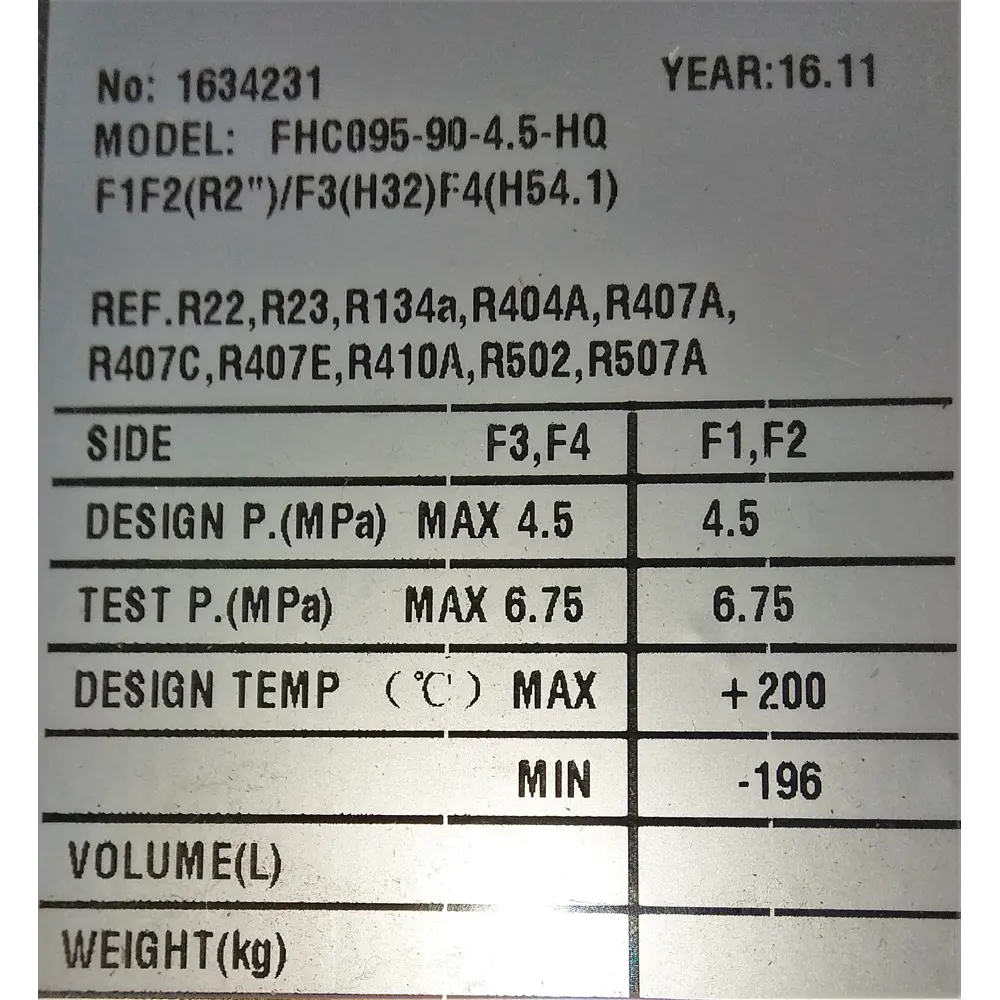 No: 1634231 YEAR:16.11
MODEL: FHC095-90-4.5-HQ
F1F2(R2")/F3(H32)F4(H54.1)
REF.R22,R23,R134a,R404A,R407A,
R407C,R407E,R410A,R502,R507A
SIDE F3,F4 F1,F2
DESIGN P.(MPa) MAX 4.5 4.5
TEST P.(MPa) MAX 6.75 6.75
DESIGN TEMP (℃) MAX +200
MIN -196
VOLUME(L)
WEIGHT(kg)